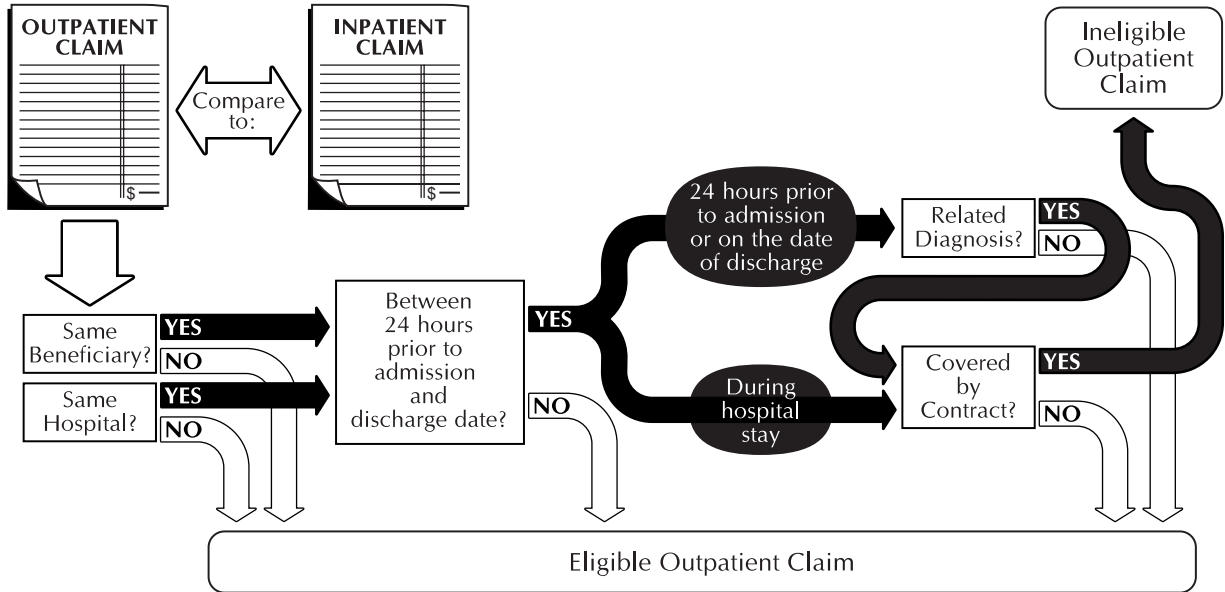 OUTPATIENT
CLAIM
$
Compare
to:
INPATIENT
CLAIM
$
Same
Beneficiary?
YES
NO
Same
Hospital?
YES
NO
Between
24 hours
prior to
admission
and
discharge date?
YES
NO
24 hours prior
to admission
or on the date
of discharge
During
hospital
stay
Related
Diagnosis?
YES
NO
Covered
by
Contract?
YES
NO
Ineligible
Outpatient
Claim
Eligible Outpatient Claim